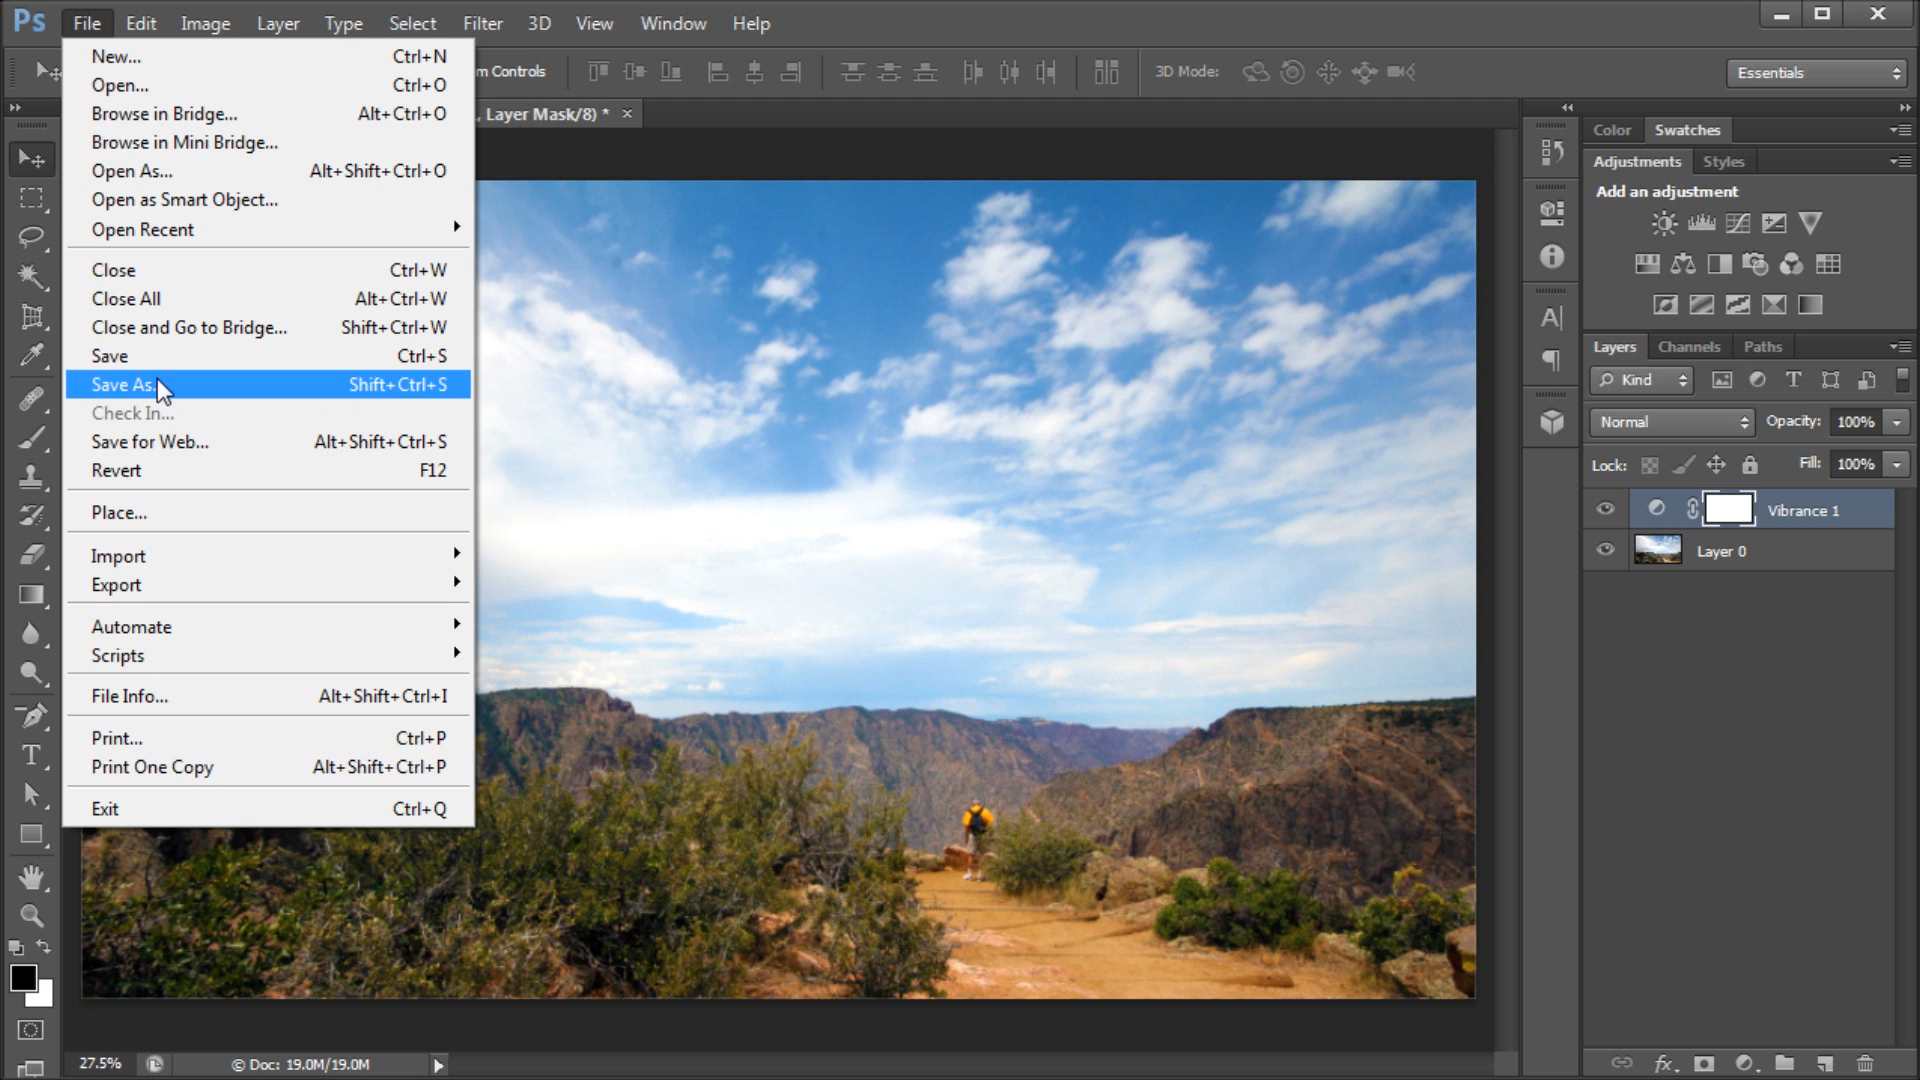 Ps File Edit Image Layer Type Select Filter 3D View Window Help
New... Ctrl+N
Open... Ctrl+O
Browse in Bridge... Alt+Ctrl+O
Browse in Mini Bridge...
Open As... Alt+Shift+Ctrl+O
Open as Smart Object...
Open Recent
Close Ctrl+W
Close All Alt+Ctrl+W
Close and Go to Bridge... Shift+Ctrl+W
Save Ctrl+S
Save As. Shift+Ctrl+S
Check In...
Save for Web... Alt+Shift+Ctrl+S
Revert F12
Place...
Import
Export
Automate
Scripts
File Info... Alt+Shift+Ctrl+I
Print... Ctrl+P
Print One Copy Alt+Shift+Ctrl+P
Exit Ctrl+Q
m Controls
3D Mode:
Essentials
, Layer Mask/8) * ×
Color Swatches
Adjustments Styles
Add an adjustment
Layers Channels Paths
Kind
Normal Opacity: 100%
Lock: Fill: 100%
Vibrance 1
Layer 0
27.5% © Doc: 19.0M/19.0M